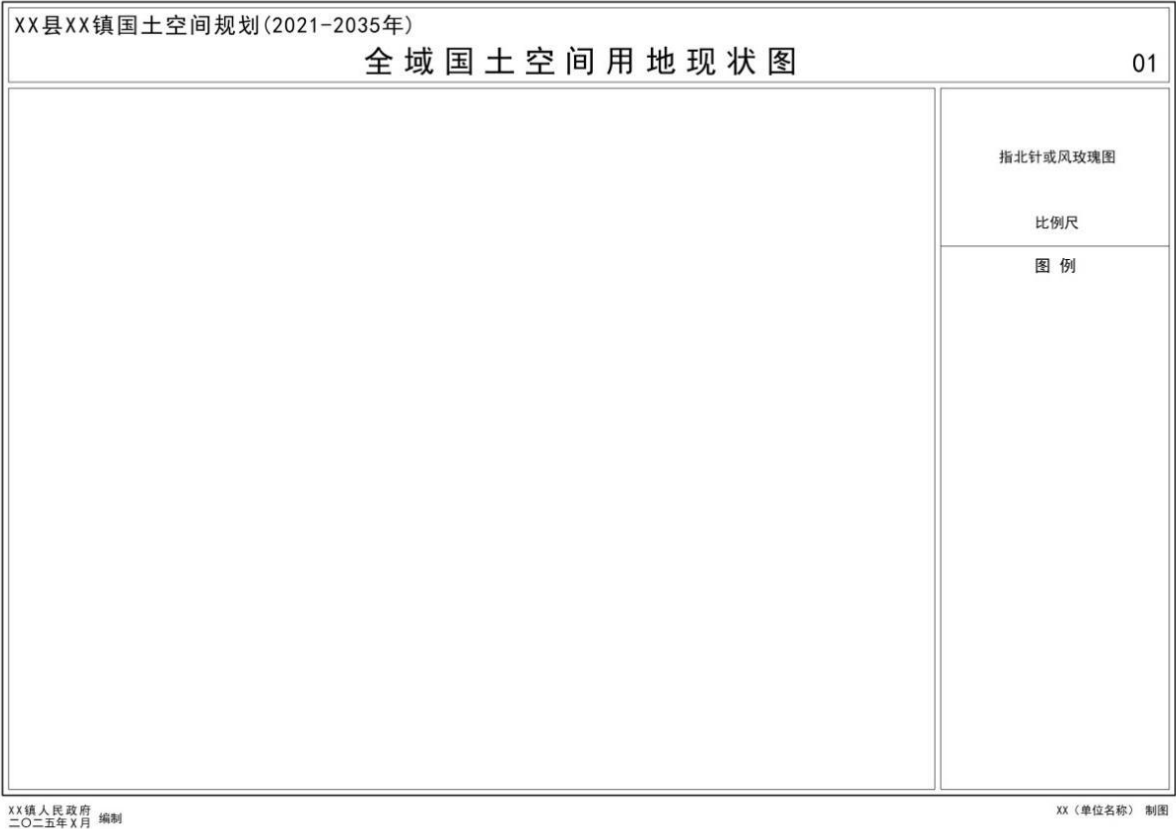 XX县XX镇国土空间规划(2021-2035年)
全域国土空间用地现状图
01
指北针或风玫瑰图
比例尺
图 例
XX镇人民政府
二〇二五年X月 编制
XX（单位名称） 制图